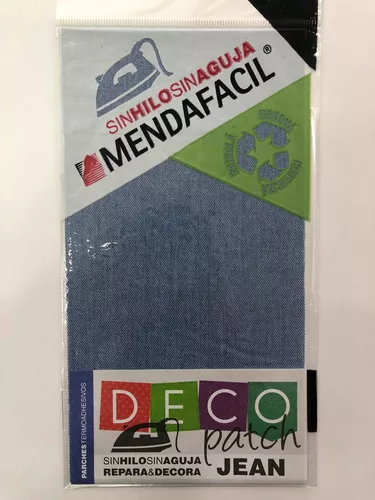 SINHILOSINAGUJA
MENDAFACIL®
PARCHES TERMOADHESIVOS
DECO
patch
SINHILOSINAGUJA
REPARA&DECORA
JEAN